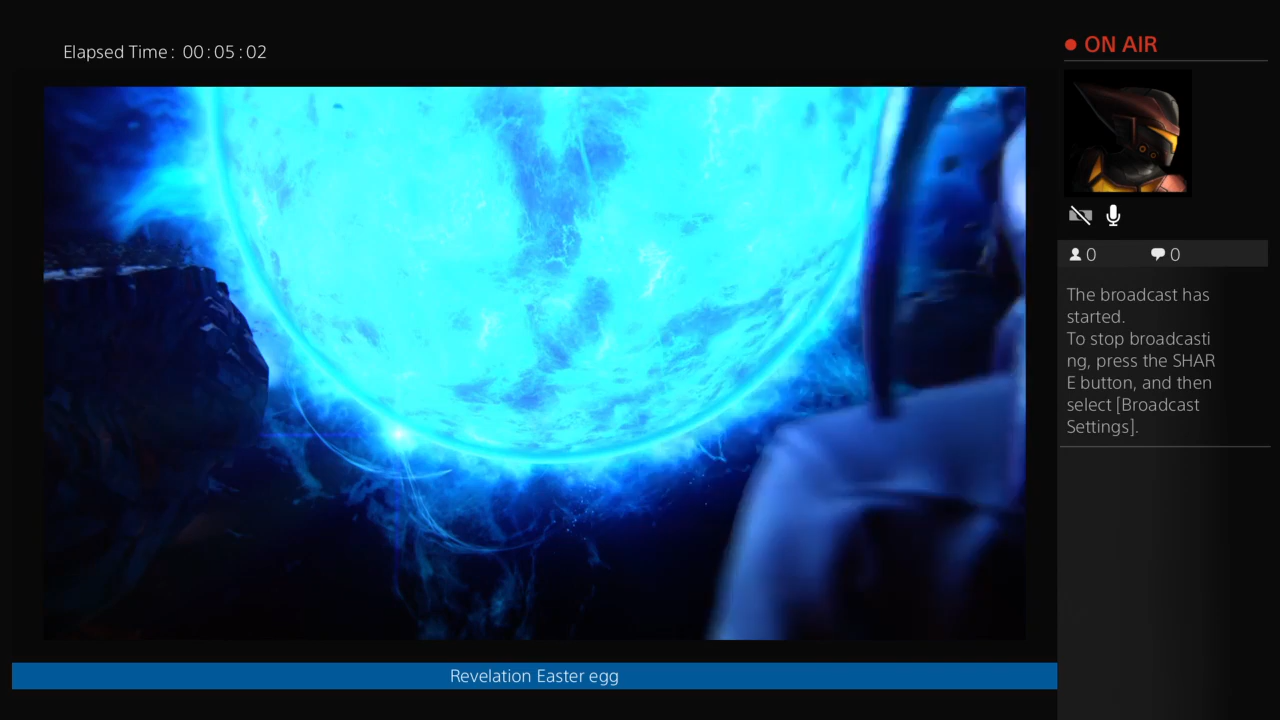 Elapsed Time: 00:05:02
ON AIR
0 0
The broadcast has
started.
To stop broadcasti
ng, press the SHAR
E button, and then
select [Broadcast
Settings].
Revelation Easter egg